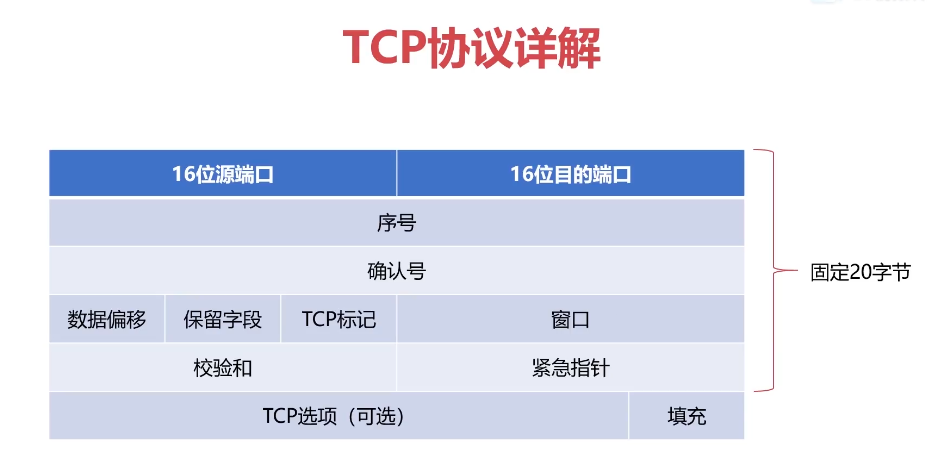 TCP协议详解
16位源端口 16位目的端口
序号
确认号
固定20字节
数据偏移 保留字段 TCP标记 窗口
校验和 紧急指针
TCP选项（可选） 填充